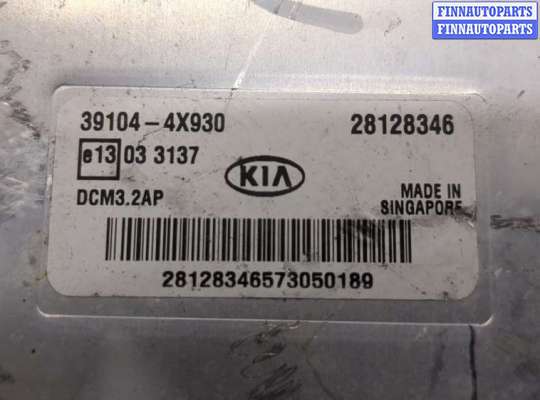 FINNAUTOPARTS
FINNAUTOPARTS
39104-4X930 28128346
e13 03 3137
KIA
DCM3.2AP
MADE IN
SINGAPORE
28128346573050189